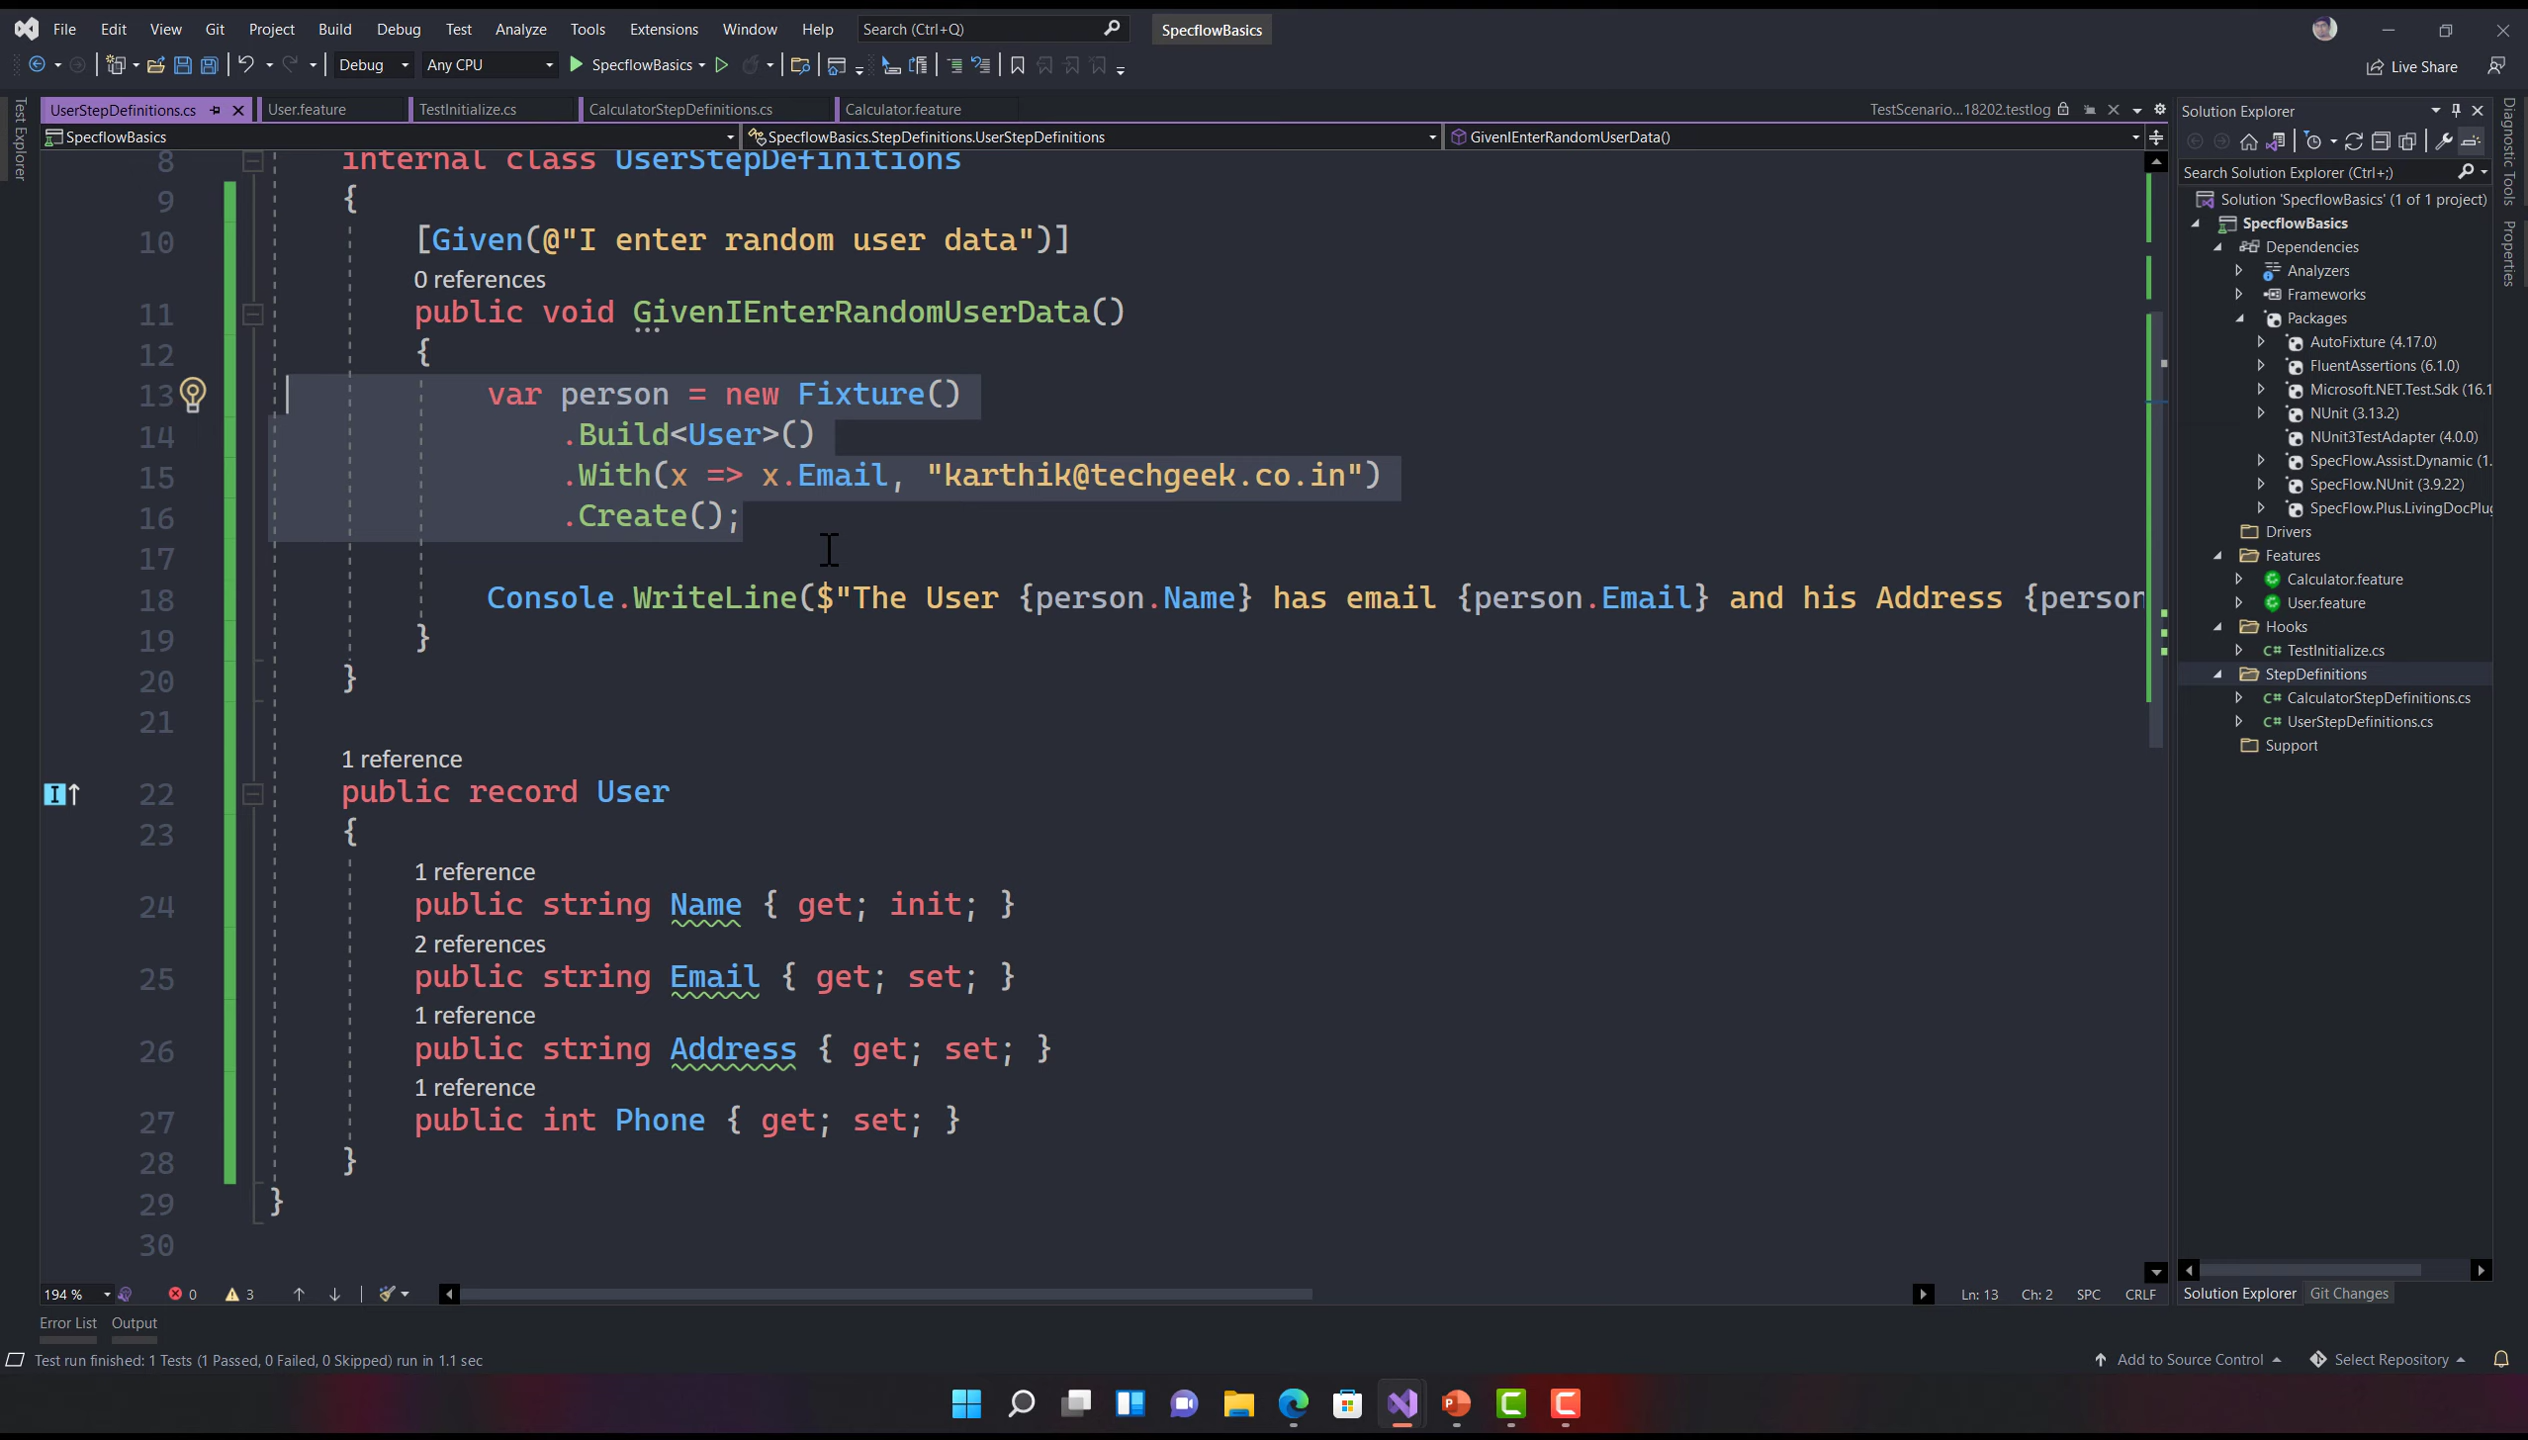 File Edit View Git Project Build Debug Test Analyze Tools Extensions Window Help Search (Ctrl+Q) SpecflowBasics
Debug Any CPU SpecflowBasics Live Share
UserStepDefinitions.cs User.feature TestInitialize.cs CalculatorStepDefinitions.cs Calculator.feature TestScenario...18202.testlog
SpecflowBasics SpecflowBasics.StepDefinitions.UserStepDefinitions GivenIEnterRandomUserData()
Test Explorer
8 internal class UserStepDefinitions
9 {
10 [Given(@"I enter random user data")]
0 references
11 public void GivenIEnterRandomUserData()
12 {
13 var person = new Fixture()
14 .Build<User>()
15 .With(x => x.Email, "karthik@techgeek.co.in")
16 .Create();
17
18 Console.WriteLine($"The User {person.Name} has email {person.Email} and his Address {person
19 }
20 }
21
1 reference
22 public record User
23 {
1 reference
24 public string Name { get; init; }
2 references
25 public string Email { get; set; }
1 reference
26 public string Address { get; set; }
1 reference
27 public int Phone { get; set; }
28 }
29 }
30
194 % 0 3 Ln: 13 Ch: 2 SPC CRLF
Solution Explorer
Search Solution Explorer (Ctrl+;)
Solution 'SpecflowBasics' (1 of 1 project)
SpecflowBasics
Dependencies
Analyzers
Frameworks
Packages
AutoFixture (4.17.0)
FluentAssertions (6.1.0)
Microsoft.NET.Test.Sdk (16.1
NUnit (3.13.2)
NUnit3TestAdapter (4.0.0)
SpecFlow.Assist.Dynamic (1.
SpecFlow.NUnit (3.9.22)
SpecFlow.Plus.LivingDocPlug
Drivers
Features
C# Calculator.feature
User.feature
Hooks
C# TestInitialize.cs
StepDefinitions
C# CalculatorStepDefinitions.cs
C# UserStepDefinitions.cs
Support
Solution Explorer Git Changes
Diagnostic Tools
Properties
Error List Output
Test run finished: 1 Tests (1 Passed, 0 Failed, 0 Skipped) run in 1.1 sec Add to Source Control Select Repository